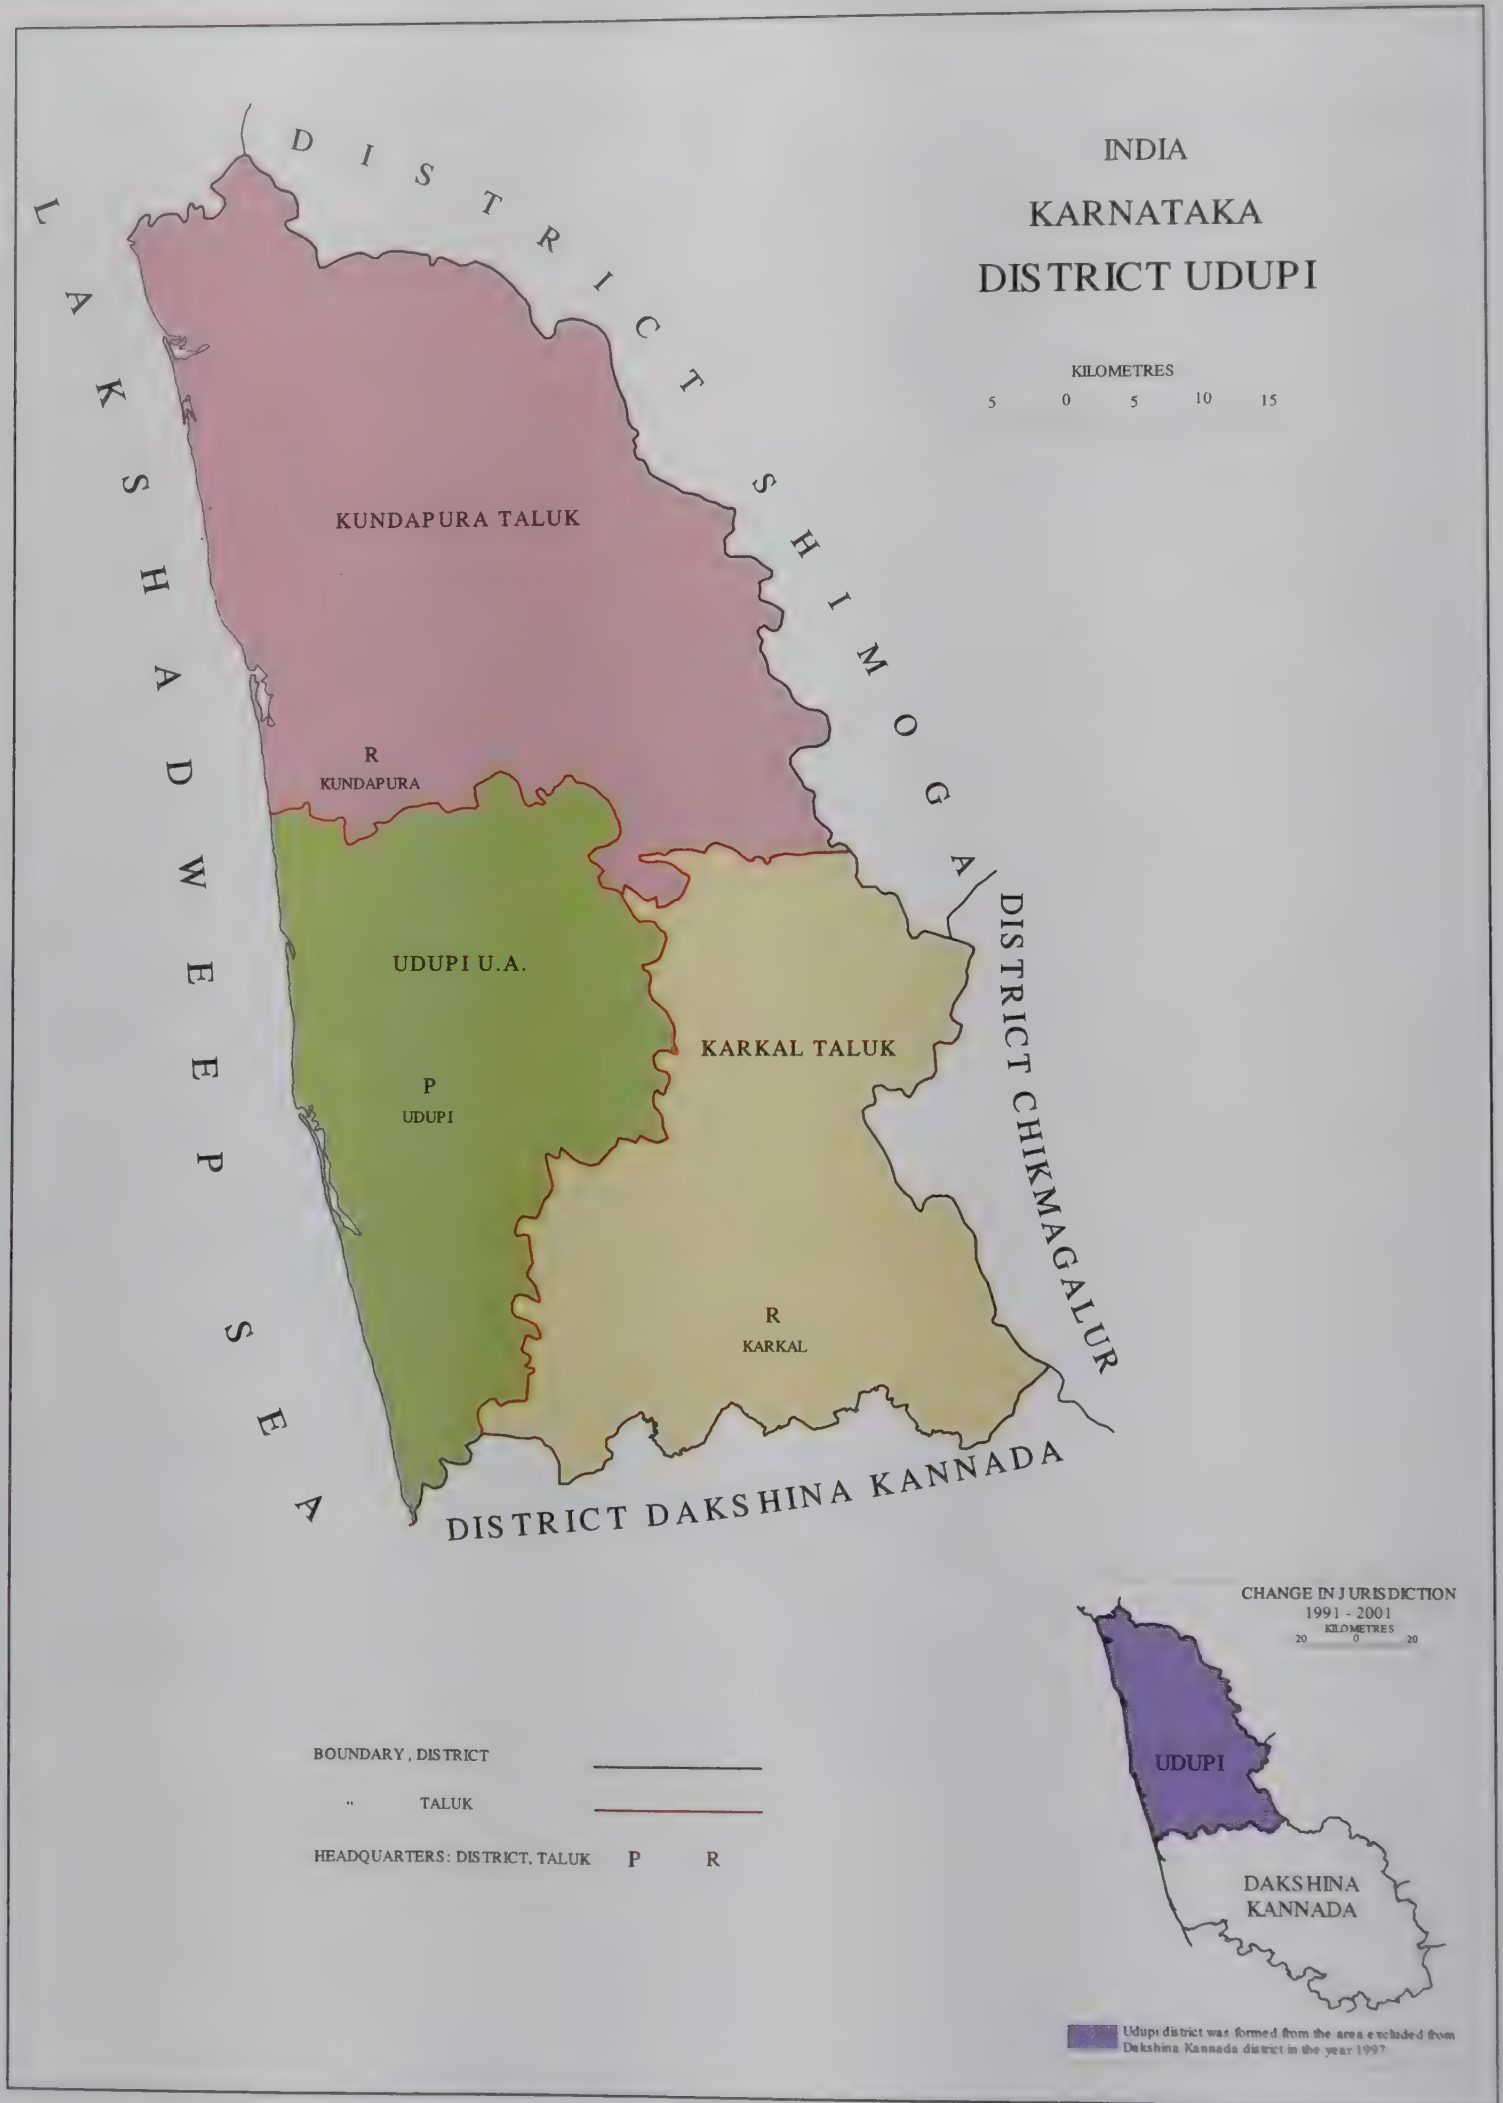 INDIA
KARNATAKA
DISTRICT UDUPI
KILOMETRES
5 0 5 10 15
DISTRICT SHIMOGA
LAKSHADWEEP SEA
KUNDAPURA TALUK
R
KUNDAPURA
UDUPI U.A.
P
UDUPI
KARKAL TALUK
R
KARKAL
DISTRICT CHIKMAGALUR
DISTRICT DAKSHINA KANNADA
CHANGE IN JURISDICTION
1991 - 2001
KILOMETRES
20 0 20
UDUPI
DAKSHINA
KANNADA
Udupi district was formed from the area excluded from
Dakshina Kannada district in the year 1997
BOUNDARY, DISTRICT
" TALUK
HEADQUARTERS: DISTRICT, TALUK P R